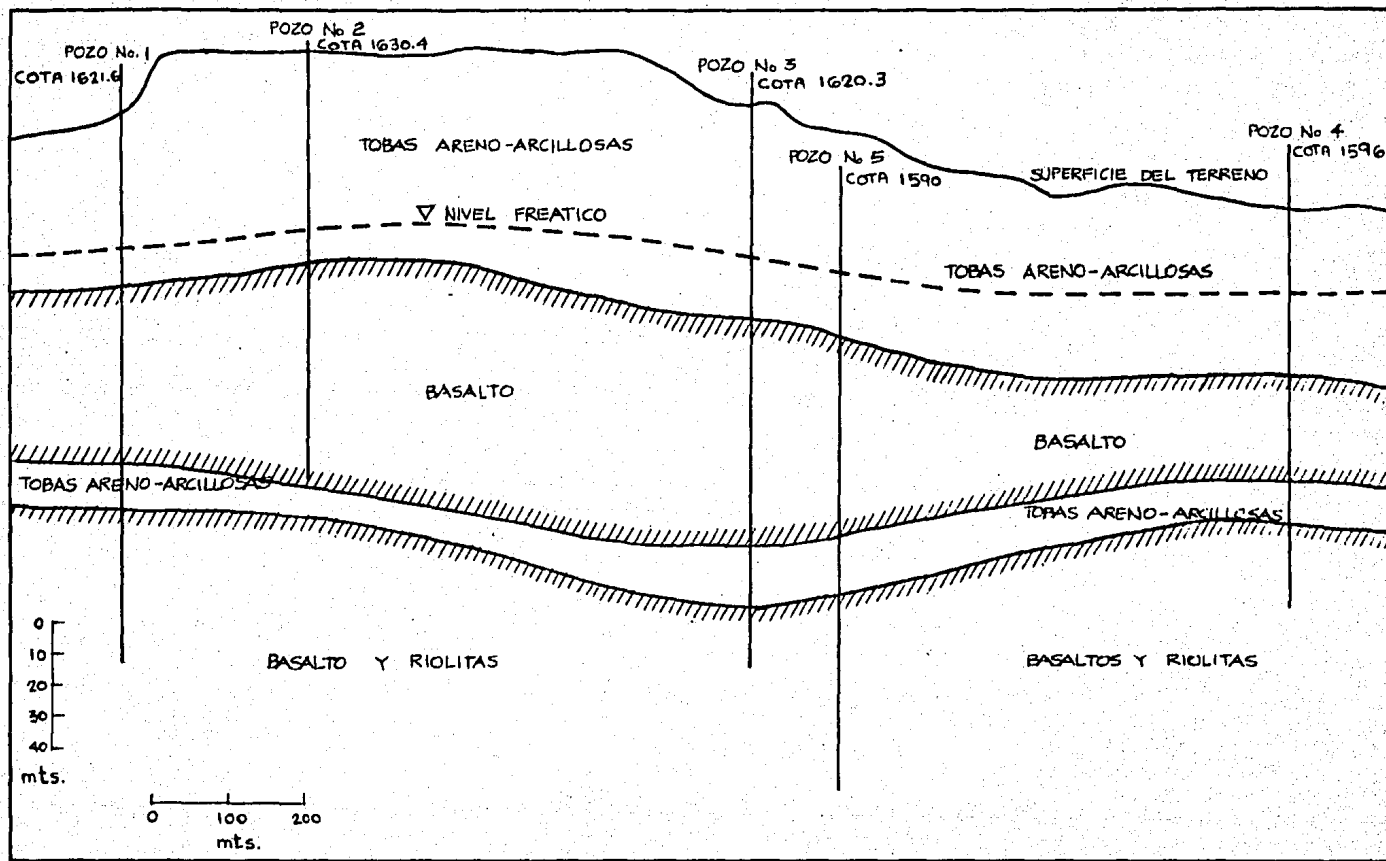 POZO No. 1
COTA 1621.6
POZO No 2
COTA 1630.4
POZO No 3
COTA 1620.3
POZO No 4
COTA 1596
POZO No 5
COTA 1590
TOBAS ARENO-ARCILLOSAS
SUPERFICIE DEL TERRENO
NIVEL FREATICO
TOBAS ARENO-ARCILLOSAS
BASALTO
BASALTO
TOBAS ARENO-ARCILLOSAS
TOBAS ARENO-ARCILLOSAS
BASALTO Y RIOLITAS
BASALTOS Y RIOLITAS
0
10
20
30
40
mts.
0 100 200
mts.